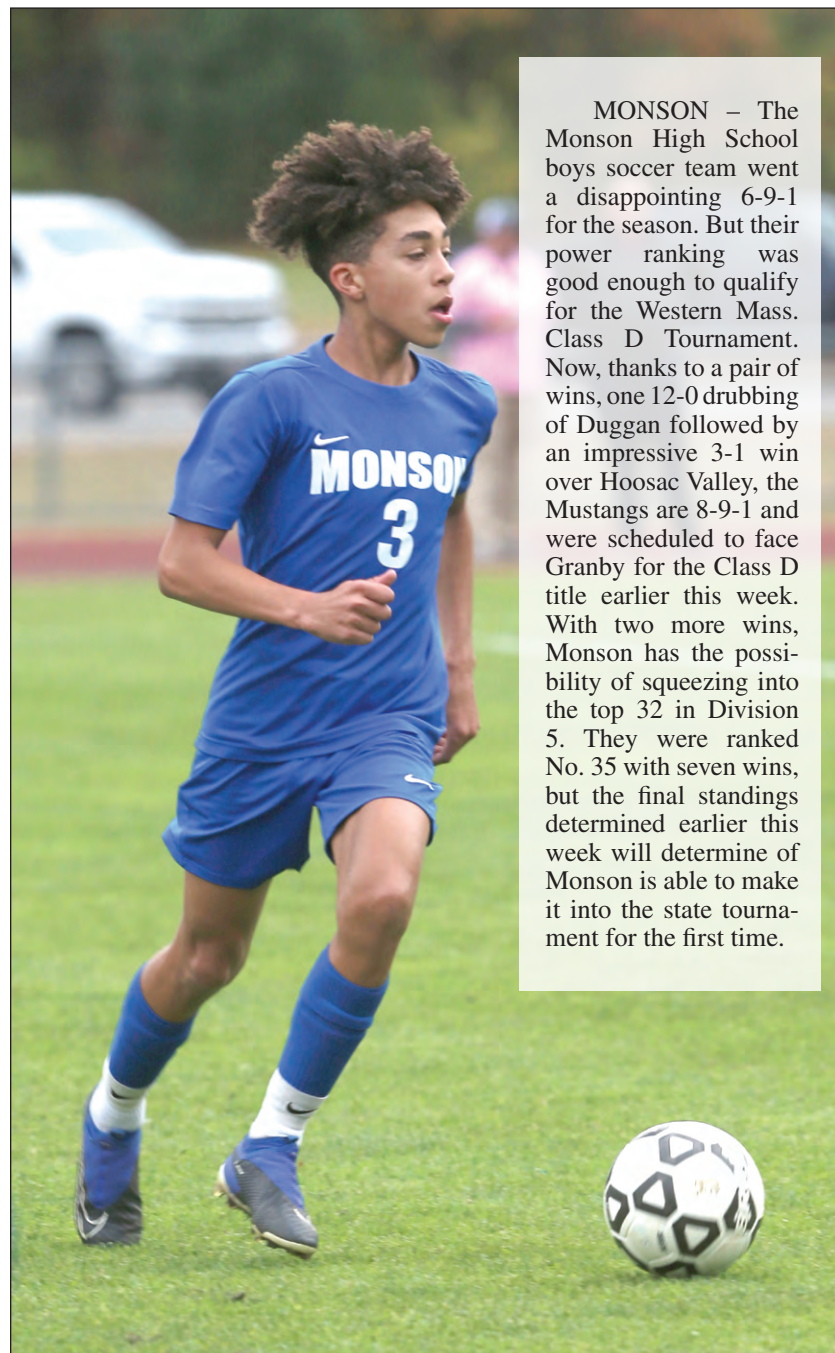 MONSON – The
Monson High School
boys soccer team went
a disappointing 6-9-1
for the season. But their
power ranking was
good enough to qualify
for the Western Mass.
Class D Tournament.
Now, thanks to a pair of
wins, one 12-0 drubbing
of Duggan followed by
an impressive 3-1 win
over Hoosac Valley, the
Mustangs are 8-9-1 and
were scheduled to face
Granby for the Class D
title earlier this week.
With two more wins,
Monson has the possi-
bility of squeezing into
the top 32 in Division
5. They were ranked
No. 35 with seven wins,
but the final standings
determined earlier this
week will determine of
Monson is able to make
it into the state tourna-
ment for the first time.
MONSON
3